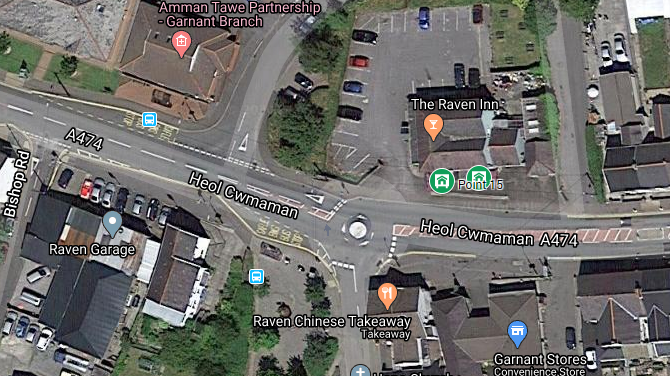 Amman Tawe Partnership
- Garnant Branch
The Raven Inn
A474
Point 15
Bishop Rd
Heol Cwmaman
Heol Cwmaman A474
Raven Garage
Raven Chinese Takeaway
Takeaway
Garnant Stores
Convenience Store